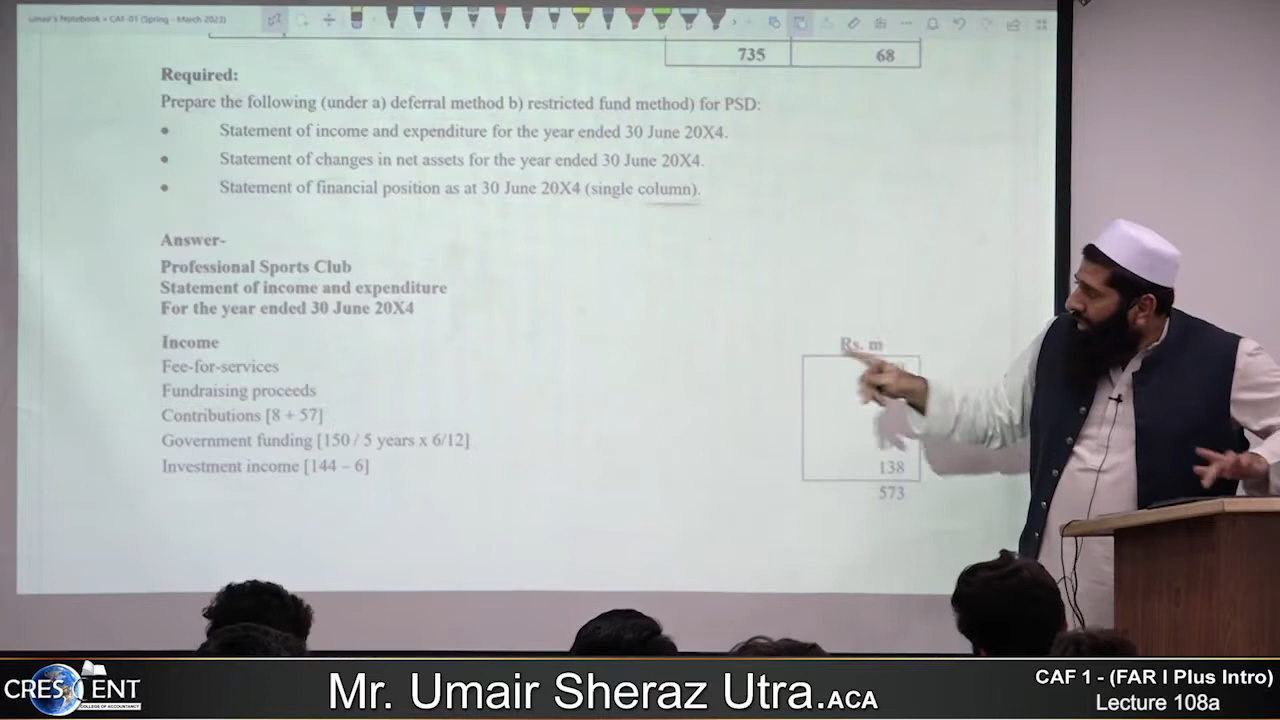 umair's Notebook » CAF-01 (Spring - March 2023)
735 68
Required:
Prepare the following (under a) deferral method b) restricted fund method) for PSD:
• Statement of income and expenditure for the year ended 30 June 20X4.
• Statement of changes in net assets for the year ended 30 June 20X4.
• Statement of financial position as at 30 June 20X4 (single column).
Answer-
Professional Sports Club
Statement of income and expenditure
For the year ended 30 June 20X4
Income Rs. m
Fee-for-services
Fundraising proceeds
Contributions [8 + 57]
Government funding [150 / 5 years x 6/12]
Investment income [144 – 6] 138
573
CRESCENT
COLLEGE OF ACCOUNTANCY
Mr. Umair Sheraz Utra.ACA
CAF 1 - (FAR I Plus Intro)
Lecture 108a